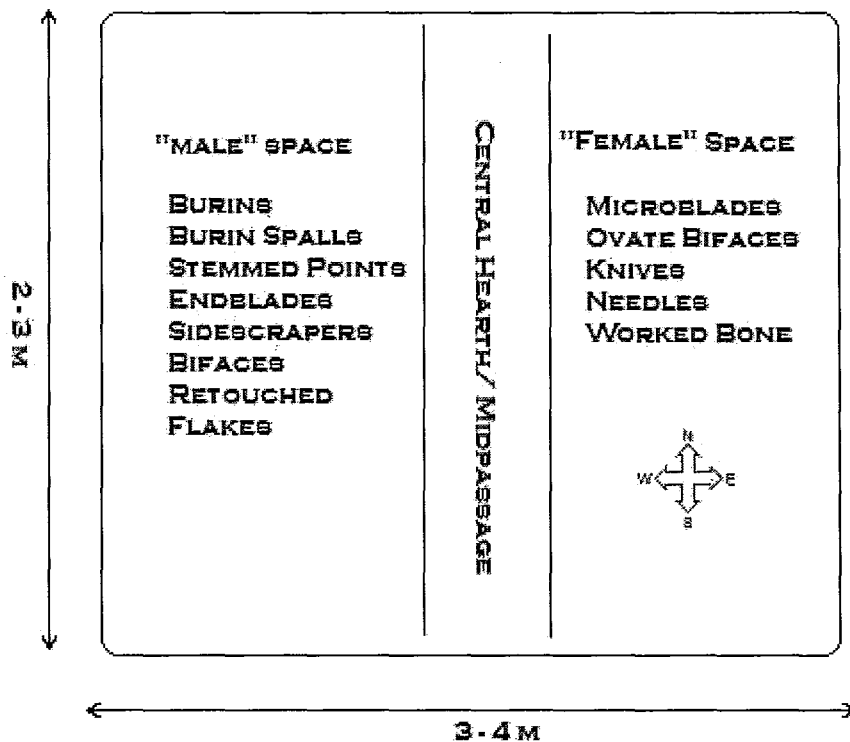 "MALE" SPACE
BURINS
BURIN SPALLS
STEMMED POINTS
ENDBLADES
SIDESCRAPERS
BIFACES
RETOUCHED
FLAKES
CENTRAL HEARTH/ MIDPASSAGE
"FEMALE" SPACE
MICROBLADES
OVATE BIFACES
KNIVES
NEEDLES
WORKED BONE
N
W E
S
2-3 M
3-4 M